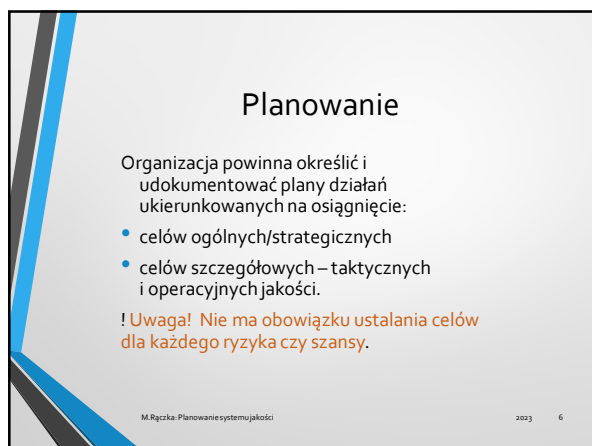 Planowanie
Organizacja powinna określić i
udokumentować plany działań
ukierunkowanych na osiągnięcie:
• celów ogólnych/strategicznych
• celów szczegółowych – taktycznych
i operacyjnych jakości.
! Uwaga! Nie ma obowiązku ustalania celów
dla każdego ryzyka czy szansy.
M.Rączka: Planowanie systemu jakości 2023 6